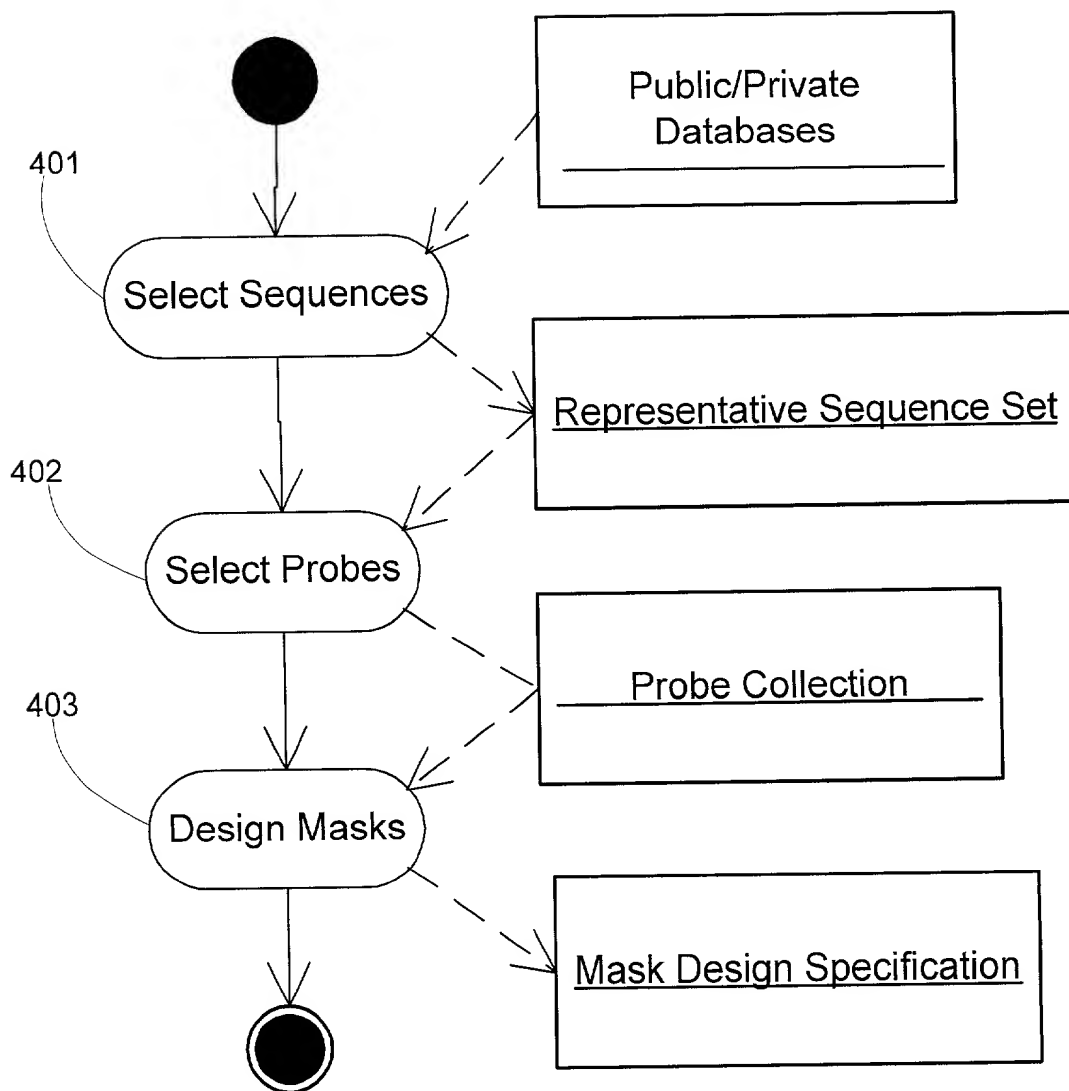 Public/Private
Databases
401
Select Sequences
Representative Sequence Set
402
Select Probes
Probe Collection
403
Design Masks
Mask Design Specification